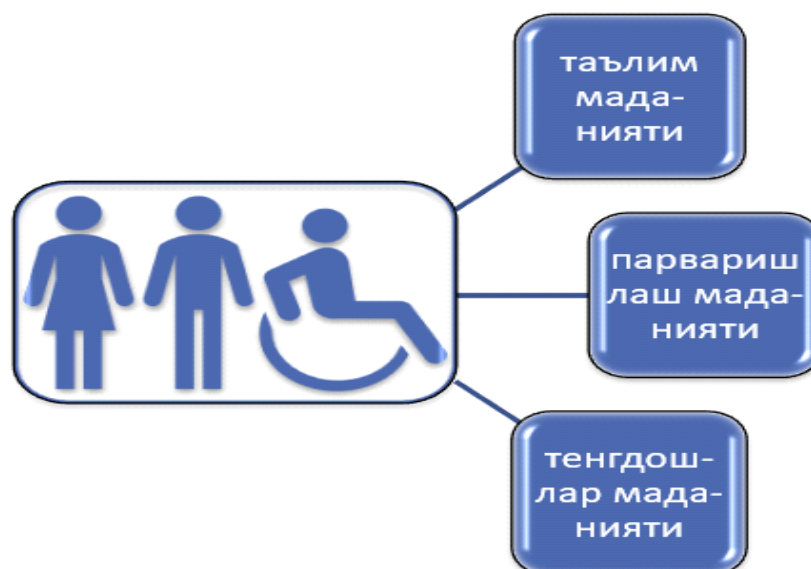 таълим
мада-
нияти
парвариш
лаш мада-
нияти
тенгдош-
лар мада-
нияти